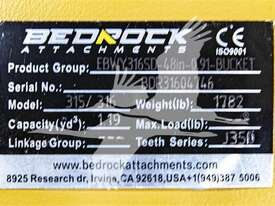 BEDROCK
ATTACHMENTS
CE
ISO9001
Product Group: EBW1X316SD-48in-0.91-BUCKET
Serial No.: BDR31604746
Model: 315/316 Weight(lb): 1782
Capacity(yd³): 1.19 Max.Load(lb):
Linkage Group: Teeth Series: J350
www.bedrockattachments.com
8925 Research dr, Irvine, CA 92618, USA+1(949)387-5006